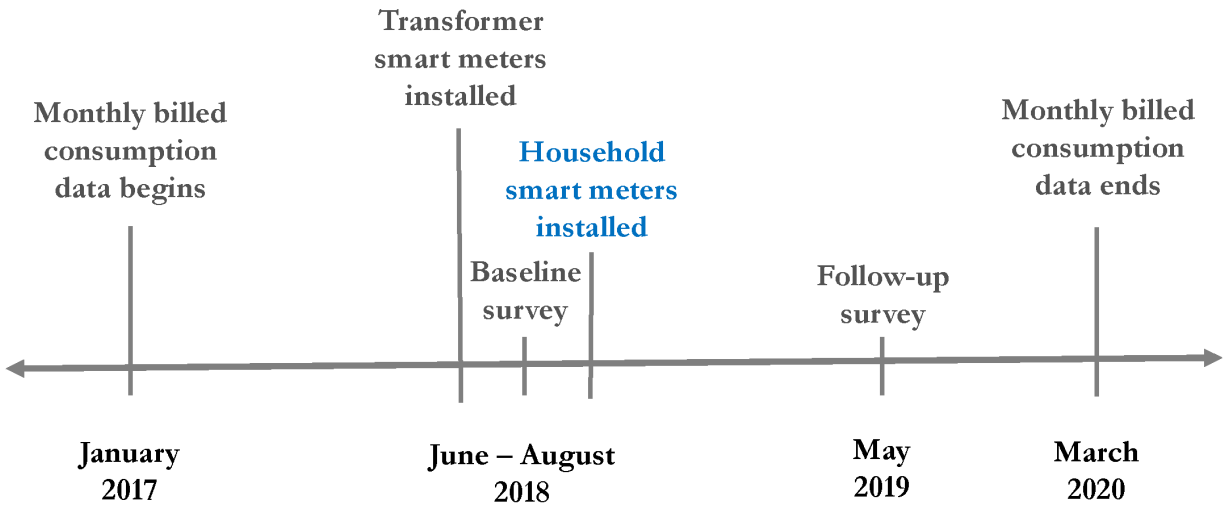 Transformer
smart meters
installed
Monthly billed
consumption
data begins
Household
smart meters
installed
Monthly billed
consumption
data ends
Baseline
survey
Follow-up
survey
January
2017
June – August
2018
May
2019
March
2020